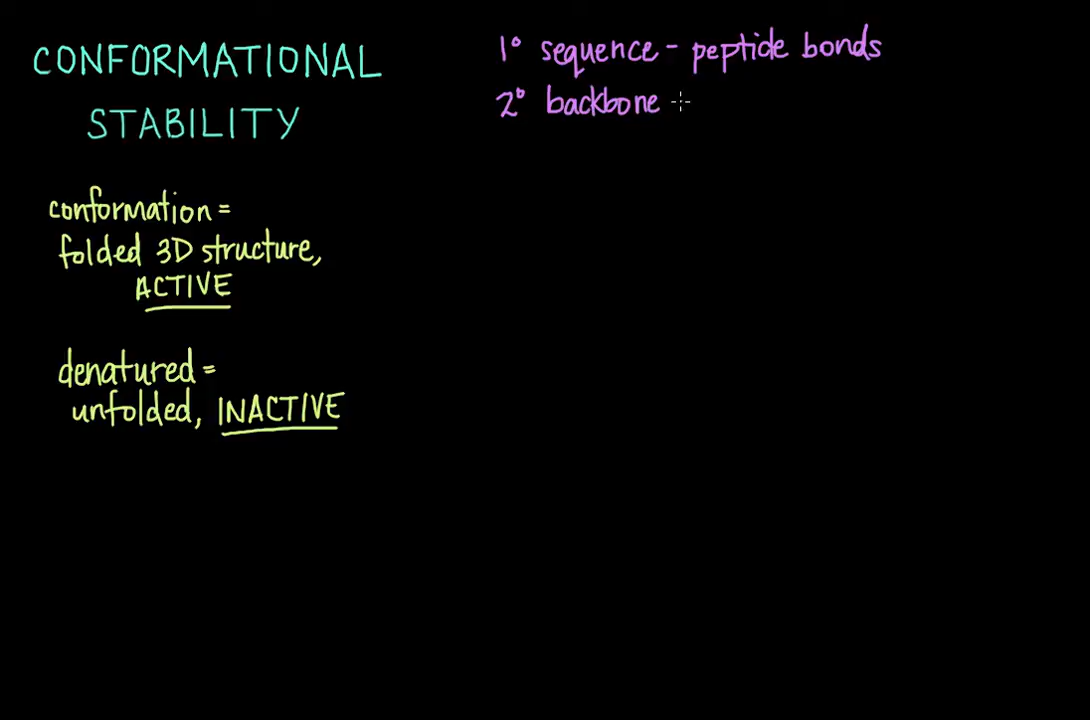 CONFORMATIONAL
STABILITY
conformation =
folded 3D structure,
ACTIVE
denatured =
unfolded, INACTIVE
1° sequence - peptide bonds
2° backbone